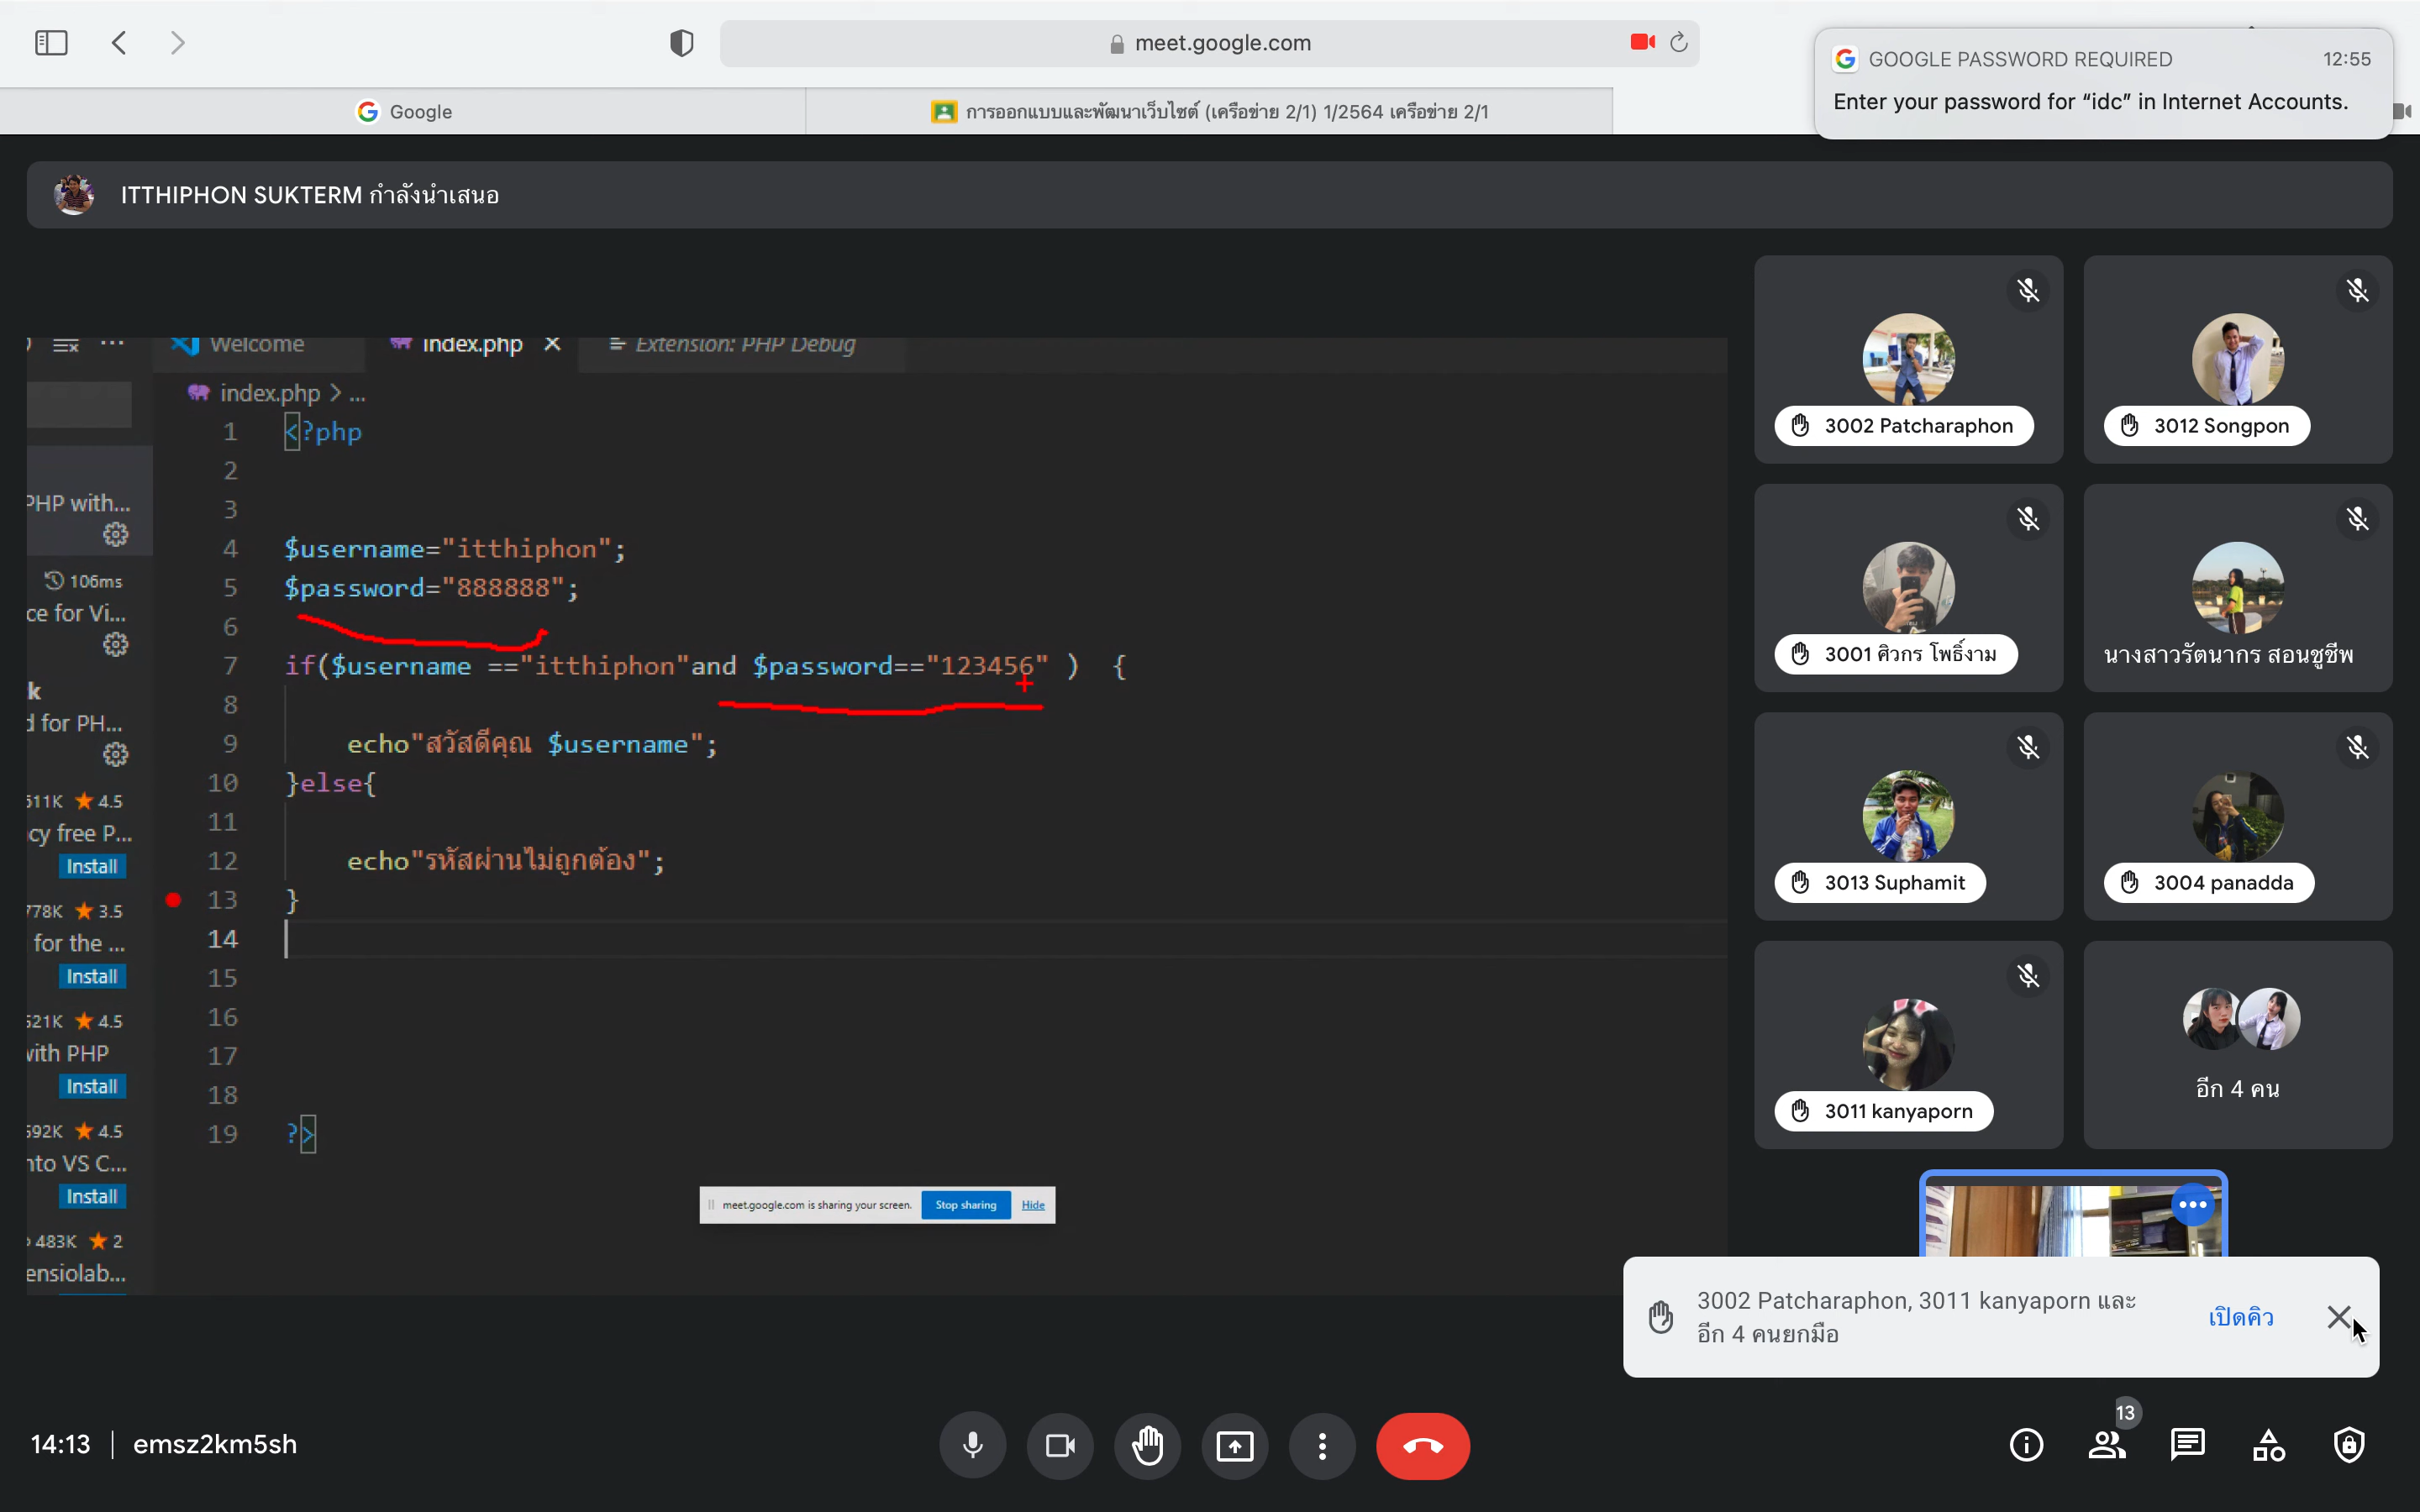 meet.google.com
GOOGLE PASSWORD REQUIRED
12:55
Enter your password for “idc” in Internet Accounts.
Google
การออกแบบและพัฒนาเว็บไซต์ (เครือข่าย 2/1) 1/2564 เครือข่าย 2/1
ITTHIPHON SUKTERM กำลังนำเสนอ
Welcome
index.php
Extension: PHP Debug
index.php > ...
1 <?php
2
3
4 $username="itthiphon";
5 $password="888888";
6
7 if($username =="itthiphon"and $password=="123456" ) {
8
9 echo"สวัสดีคุณ $username";
10 }else{
11
12 echo"รหัสผ่านไม่ถูกต้อง";
13 }
14
15
16
17
18
19 ?>
PHP with...
106ms
ce for Vi...
k
d for PH...
511K ★ 4.5
cy free P...
Install
778K ★ 3.5
for the ...
Install
521K ★ 4.5
with PHP
Install
592K ★ 4.5
nto VS C...
Install
483K ★ 2
ensiolab...
meet.google.com is sharing your screen.
Stop sharing
Hide
3002 Patcharaphon
3012 Songpon
3001 ศิวกร โพธิ์งาม
นางสาวรัตนากร สอนชูชีพ
3013 Suphamit
3004 panadda
3011 kanyaporn
อีก 4 คน
3002 Patcharaphon, 3011 kanyaporn และ
อีก 4 คนยกมือ
เปิดคิว
14:13 | emsz2km5sh
13